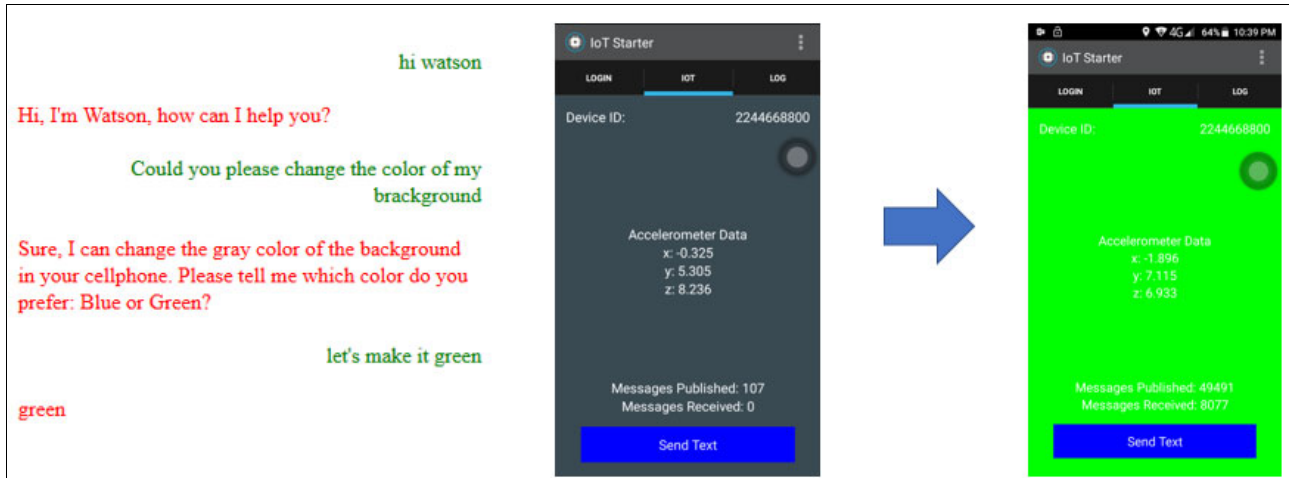 hi watson
Hi, I'm Watson, how can I help you?
Could you please change the color of my
brackground
Sure, I can change the gray color of the background
in your cellphone. Please tell me which color do you
prefer: Blue or Green?
let's make it green
green
IoT Starter
LOGIN IOT LOG
Device ID: 2244668800
Accelerometer Data
x: -0.325
y: 5.305
z: 8.236
Messages Published: 107
Messages Received: 0
Send Text
4G 64% 10:39 PM
IoT Starter
LOGIN IOT LOG
Device ID: 2244668800
Accelerometer Data
x: -1.896
y: 7.115
z: 6.933
Messages Published: 49491
Messages Received: 8077
Send Text